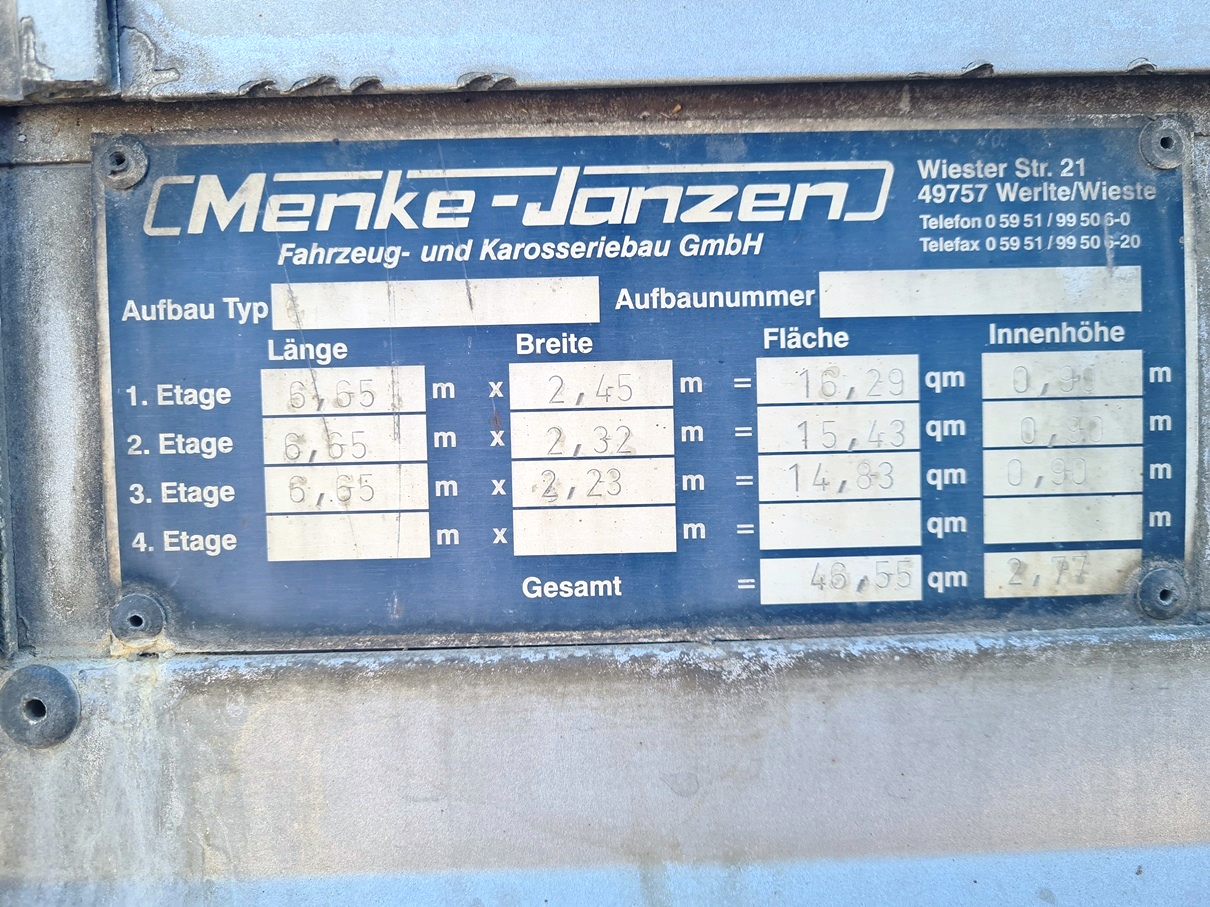 Menke-Janzen
Fahrzeug- und Karosseriebau GmbH
Wiester Str. 21
49757 Werlte/Wieste
Telefon 0 59 51 / 99 50 6-0
Telefax 0 59 51 / 99 50 6-20
Aufbau Typ Aufbaunummer
Länge Breite Fläche Innenhöhe
1. Etage 6,65 m x 2,45 m = 16,29 qm m
2. Etage 6,65 m x 2,32 m = 15,43 qm m
3. Etage 6,65 m x 2,23 m = 14,83 qm 0,90 m
4. Etage m x m = qm m
Gesamt = 46,55 qm 2,77